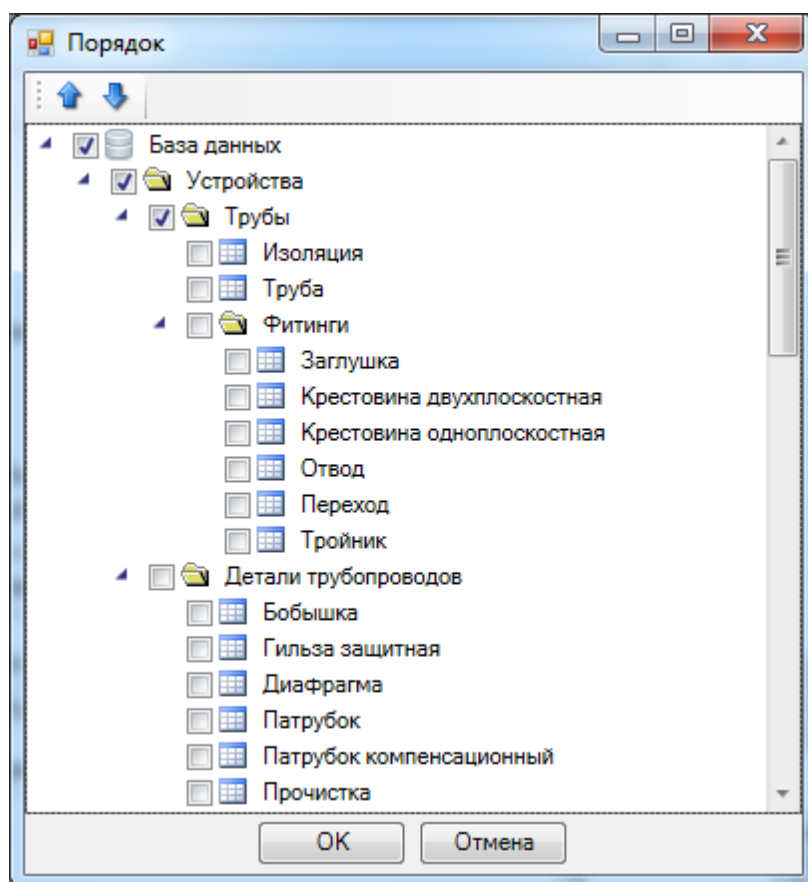 Порядок
База данных
Устройства
Трубы
Изоляция
Труба
Фитинги
Заглушка
Крестовина двухплоскостная
Крестовина одноплоскостная
Отвод
Переход
Тройник
Детали трубопроводов
Бобышка
Гильза защитная
Диафрагма
Патрубок
Патрубок компенсационный
Прочистка
OK
Отмена